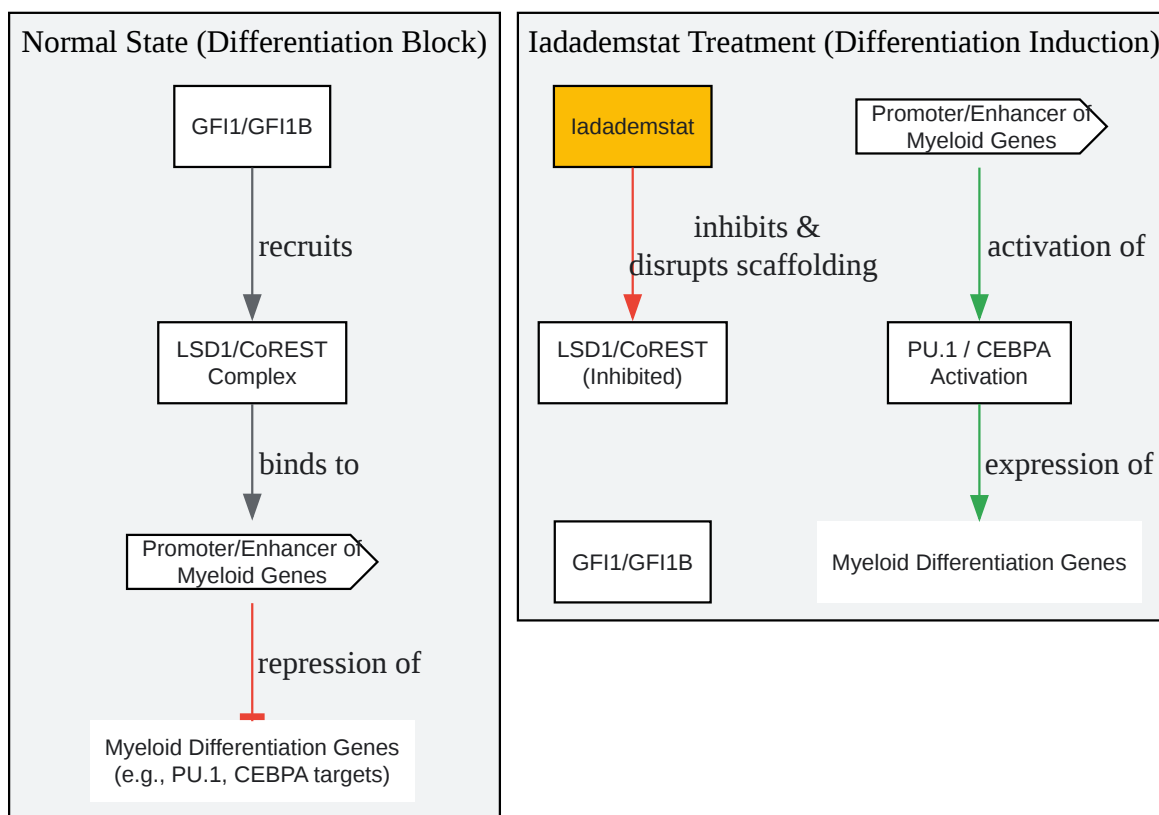 Normal State (Differentiation Block)
GFI1/GFI1B
recruits
LSD1/CoREST
Complex
binds to
Promoter/Enhancer of
Myeloid Genes
repression of
Myeloid Differentiation Genes
(e.g., PU.1, CEBPA targets)
Iadademstat Treatment (Differentiation Induction)
Iadademstat
inhibits &
disrupts scaffolding
LSD1/CoREST
(Inhibited)
GFI1/GFI1B
Promoter/Enhancer of
Myeloid Genes
activation of
PU.1 / CEBPA
Activation
expression of
Myeloid Differentiation Genes